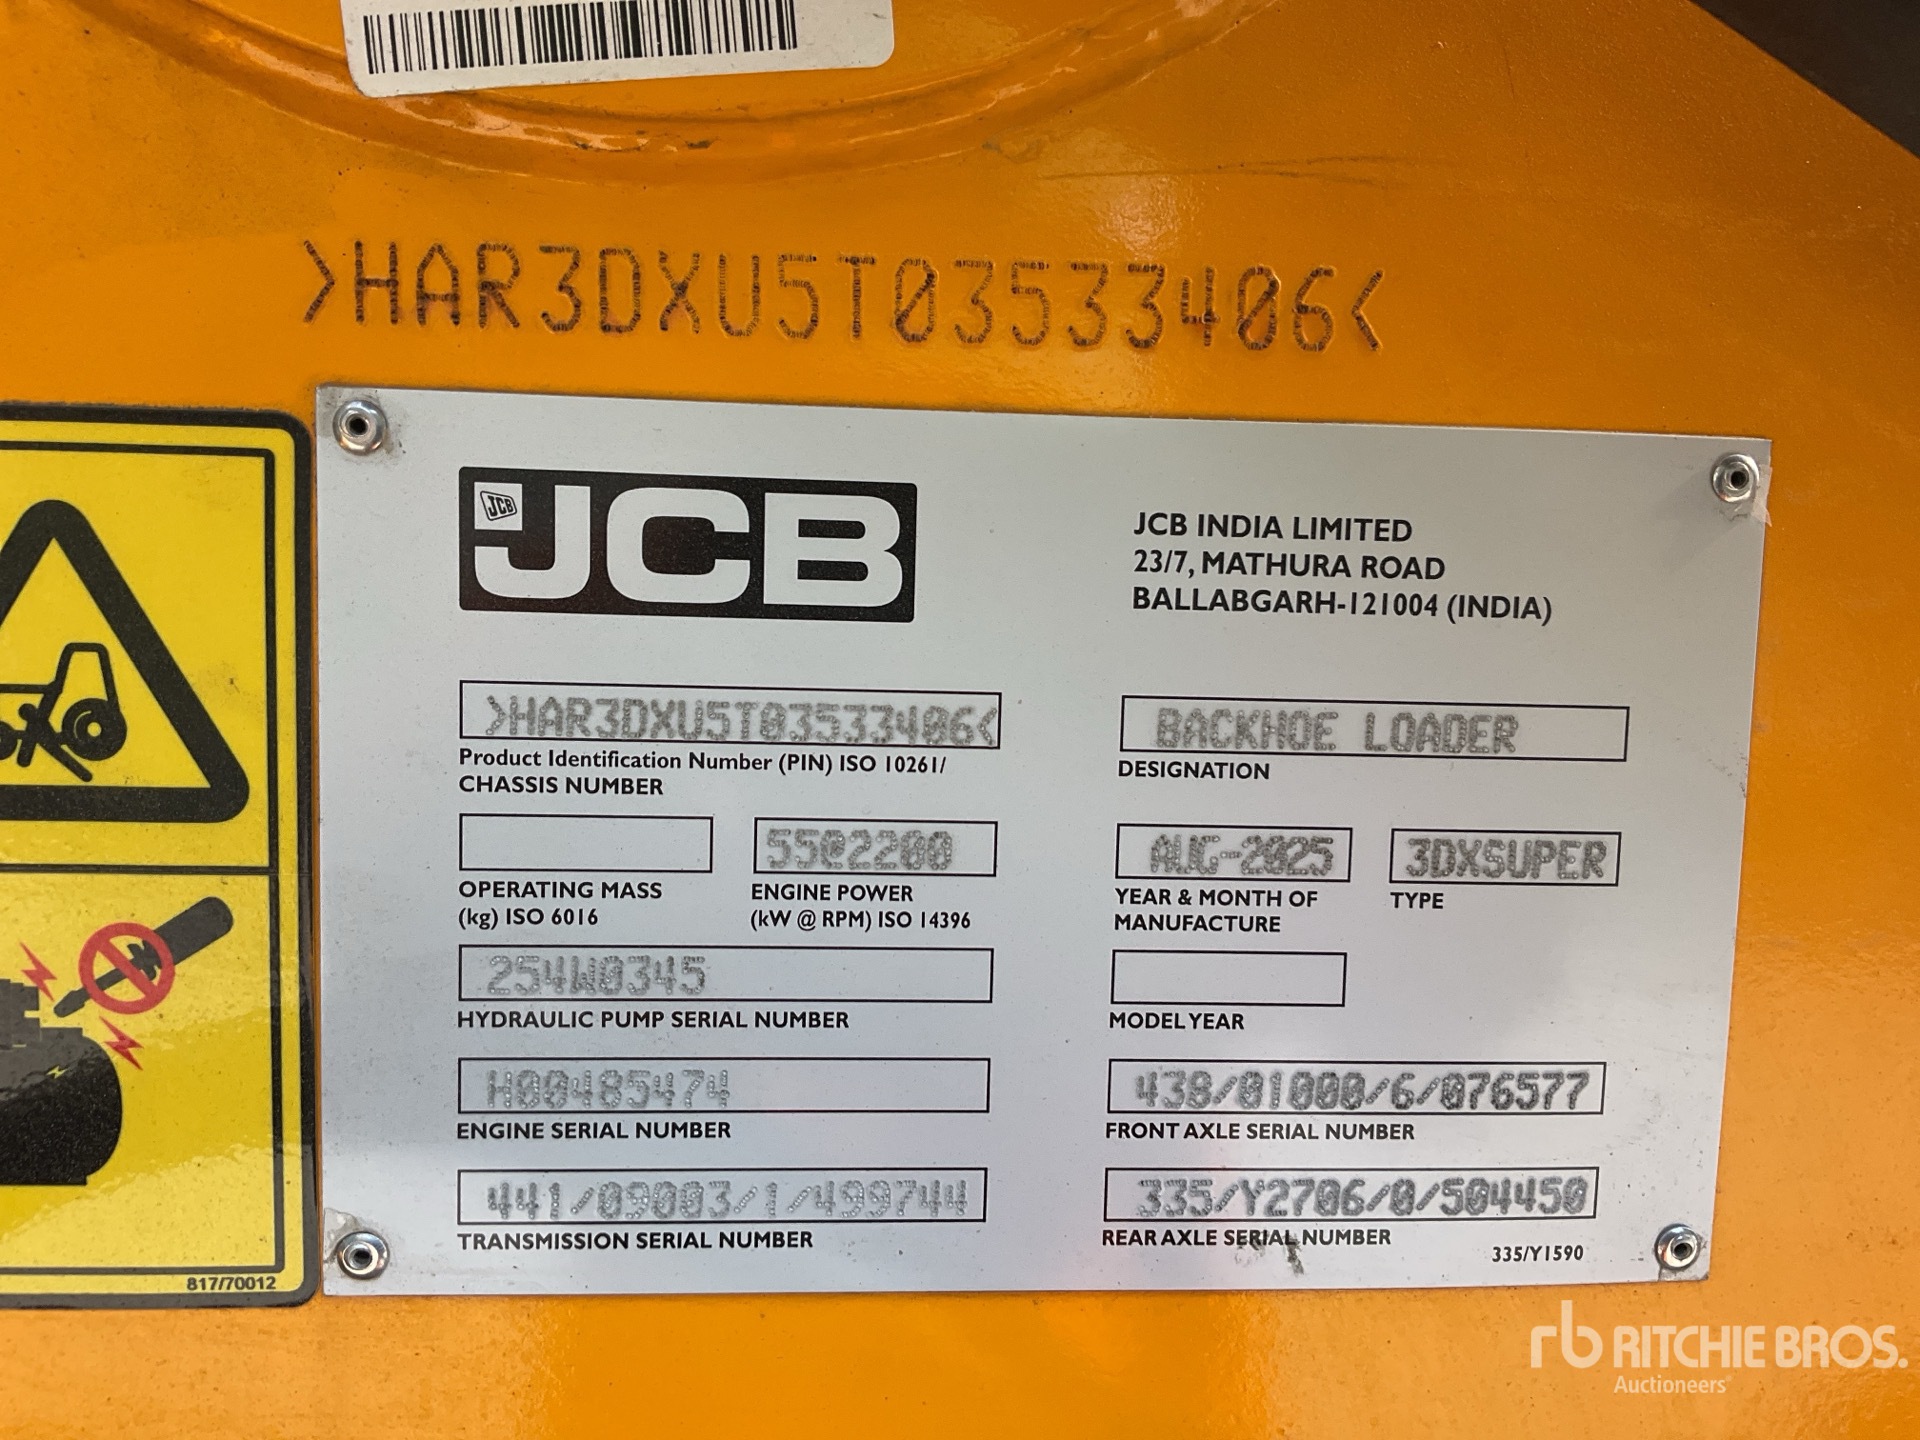 >HAR3DXU5T03533406<
JCB
JCB
JCB INDIA LIMITED
23/7, MATHURA ROAD
BALLABGARH-121004 (INDIA)
>HAR3DXU5T03533406<
Product Identification Number (PIN) ISO 10261/
CHASSIS NUMBER
BACKHOE LOADER
DESIGNATION
OPERATING MASS
(kg) ISO 6016
55@2200
ENGINE POWER
(kW @ RPM) ISO 14396
AUG-2025
YEAR & MONTH OF
MANUFACTURE
3DXSUPER
TYPE
254W0345
HYDRAULIC PUMP SERIAL NUMBER
MODEL YEAR
H00485474
ENGINE SERIAL NUMBER
438/01000/6/076577
FRONT AXLE SERIAL NUMBER
441/09003/1/499744
TRANSMISSION SERIAL NUMBER
335/Y2706/0/504450
REAR AXLE SERIAL NUMBER
335/Y1590
817/70012
rb RITCHIE BROS.
Auctioneers